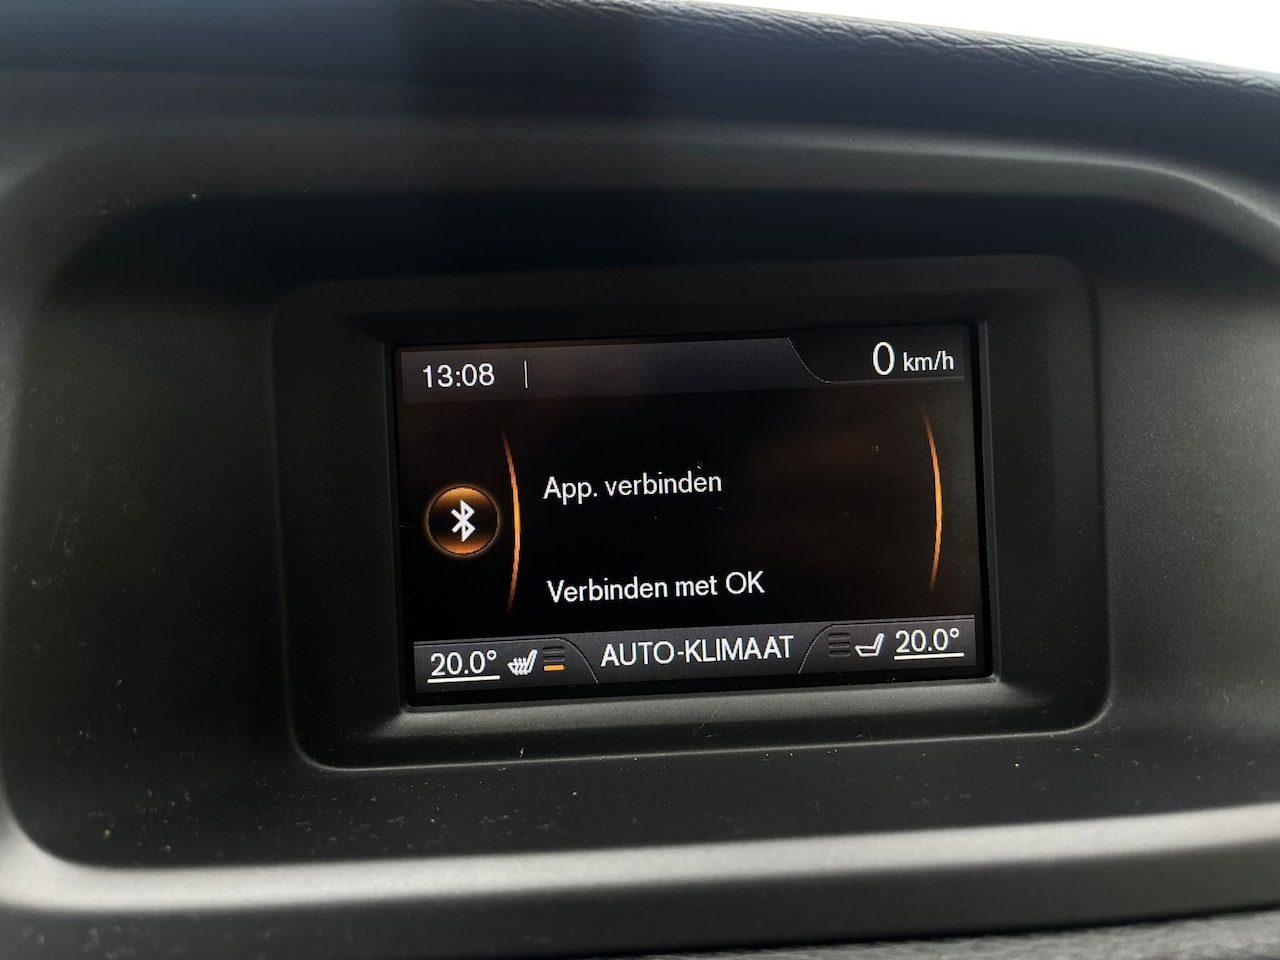 13:08 0 km/h
App. verbinden
Verbinden met OK
20.0° AUTO-KLIMAAT 20.0°